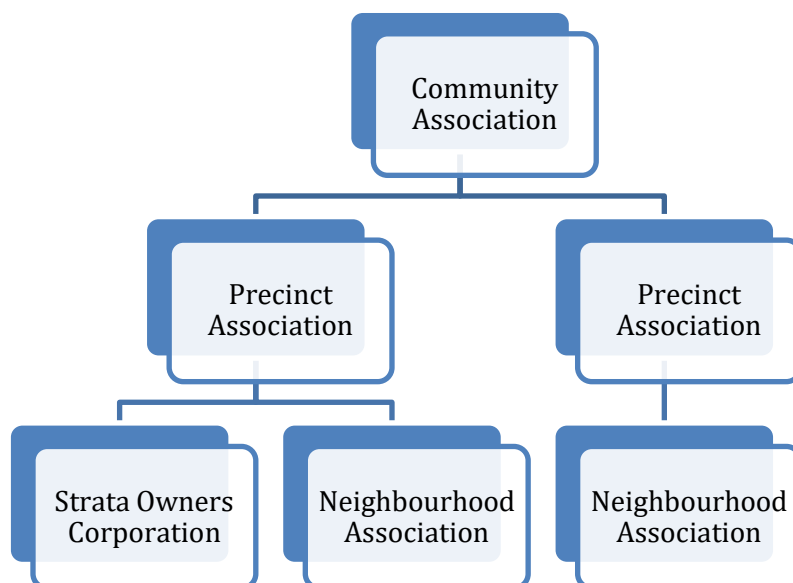 Community
Association
Precinct
Association
Precinct
Association
Strata Owners
Corporation
Neighbourhood
Association
Neighbourhood
Association